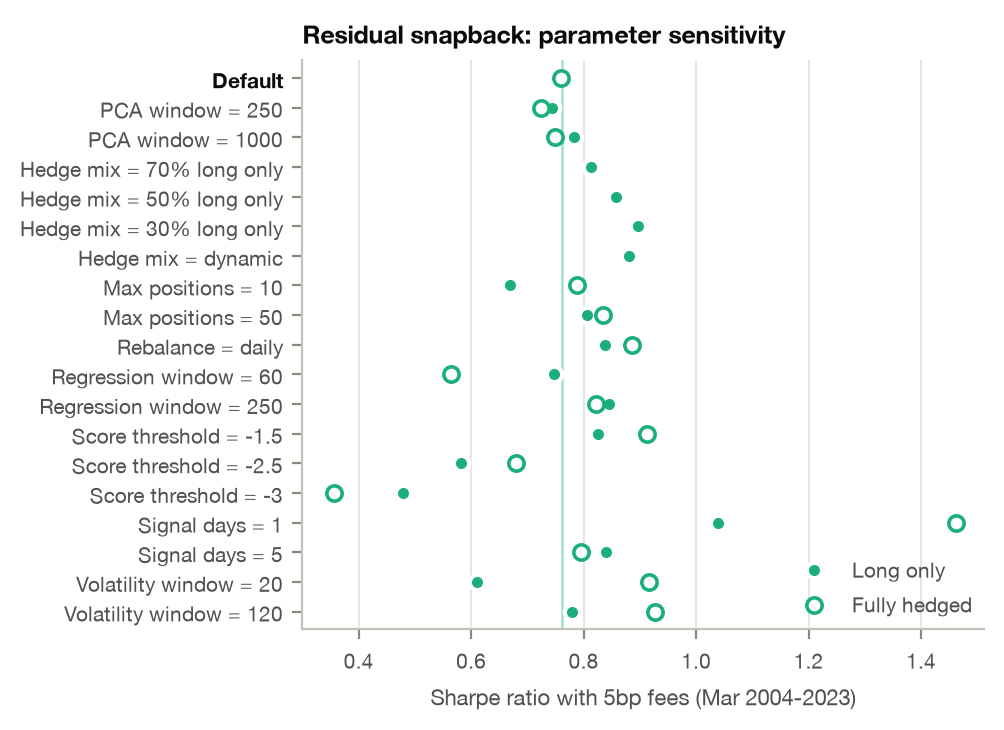 Residual snapback: parameter sensitivity
Default
PCA window = 250
PCA window = 1000
Hedge mix = 70% long only
Hedge mix = 50% long only
Hedge mix = 30% long only
Hedge mix = dynamic
Max positions = 10
Max positions = 50
Rebalance = daily
Regression window = 60
Regression window = 250
Score threshold = -1.5
Score threshold = -2.5
Score threshold = -3
Signal days = 1
Signal days = 5
Volatility window = 20
Volatility window = 120
Long only
Fully hedged
0.4 0.6 0.8 1.0 1.2 1.4
Sharpe ratio with 5bp fees (Mar 2004-2023)